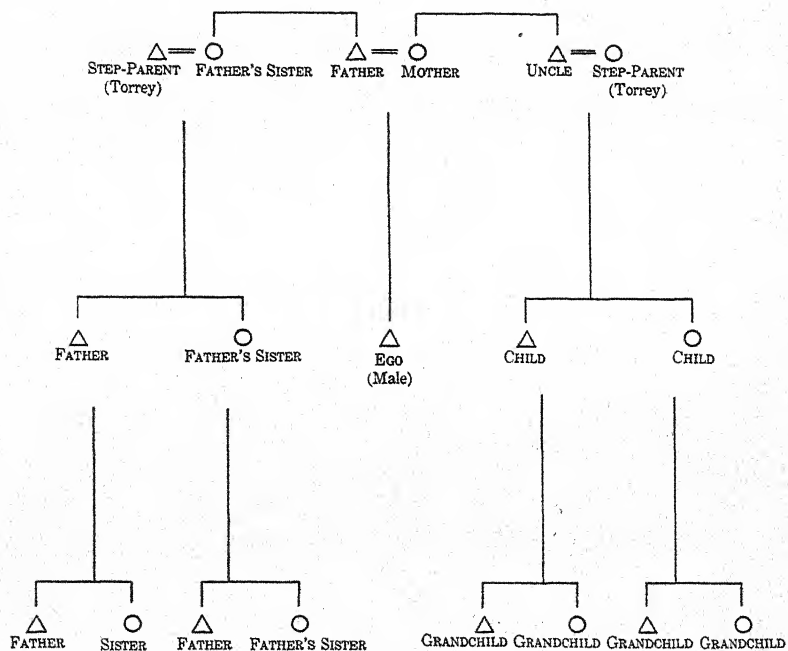 STEP-PARENT FATHER'S SISTER FATHER MOTHER UNCLE STEP-PARENT
(Torrey) (Torrey)
FATHER FATHER'S SISTER EGO CHILD CHILD
(Male)
FATHER SISTER FATHER FATHER'S SISTER GRANDCHILD GRANDCHILD GRANDCHILD GRANDCHILD